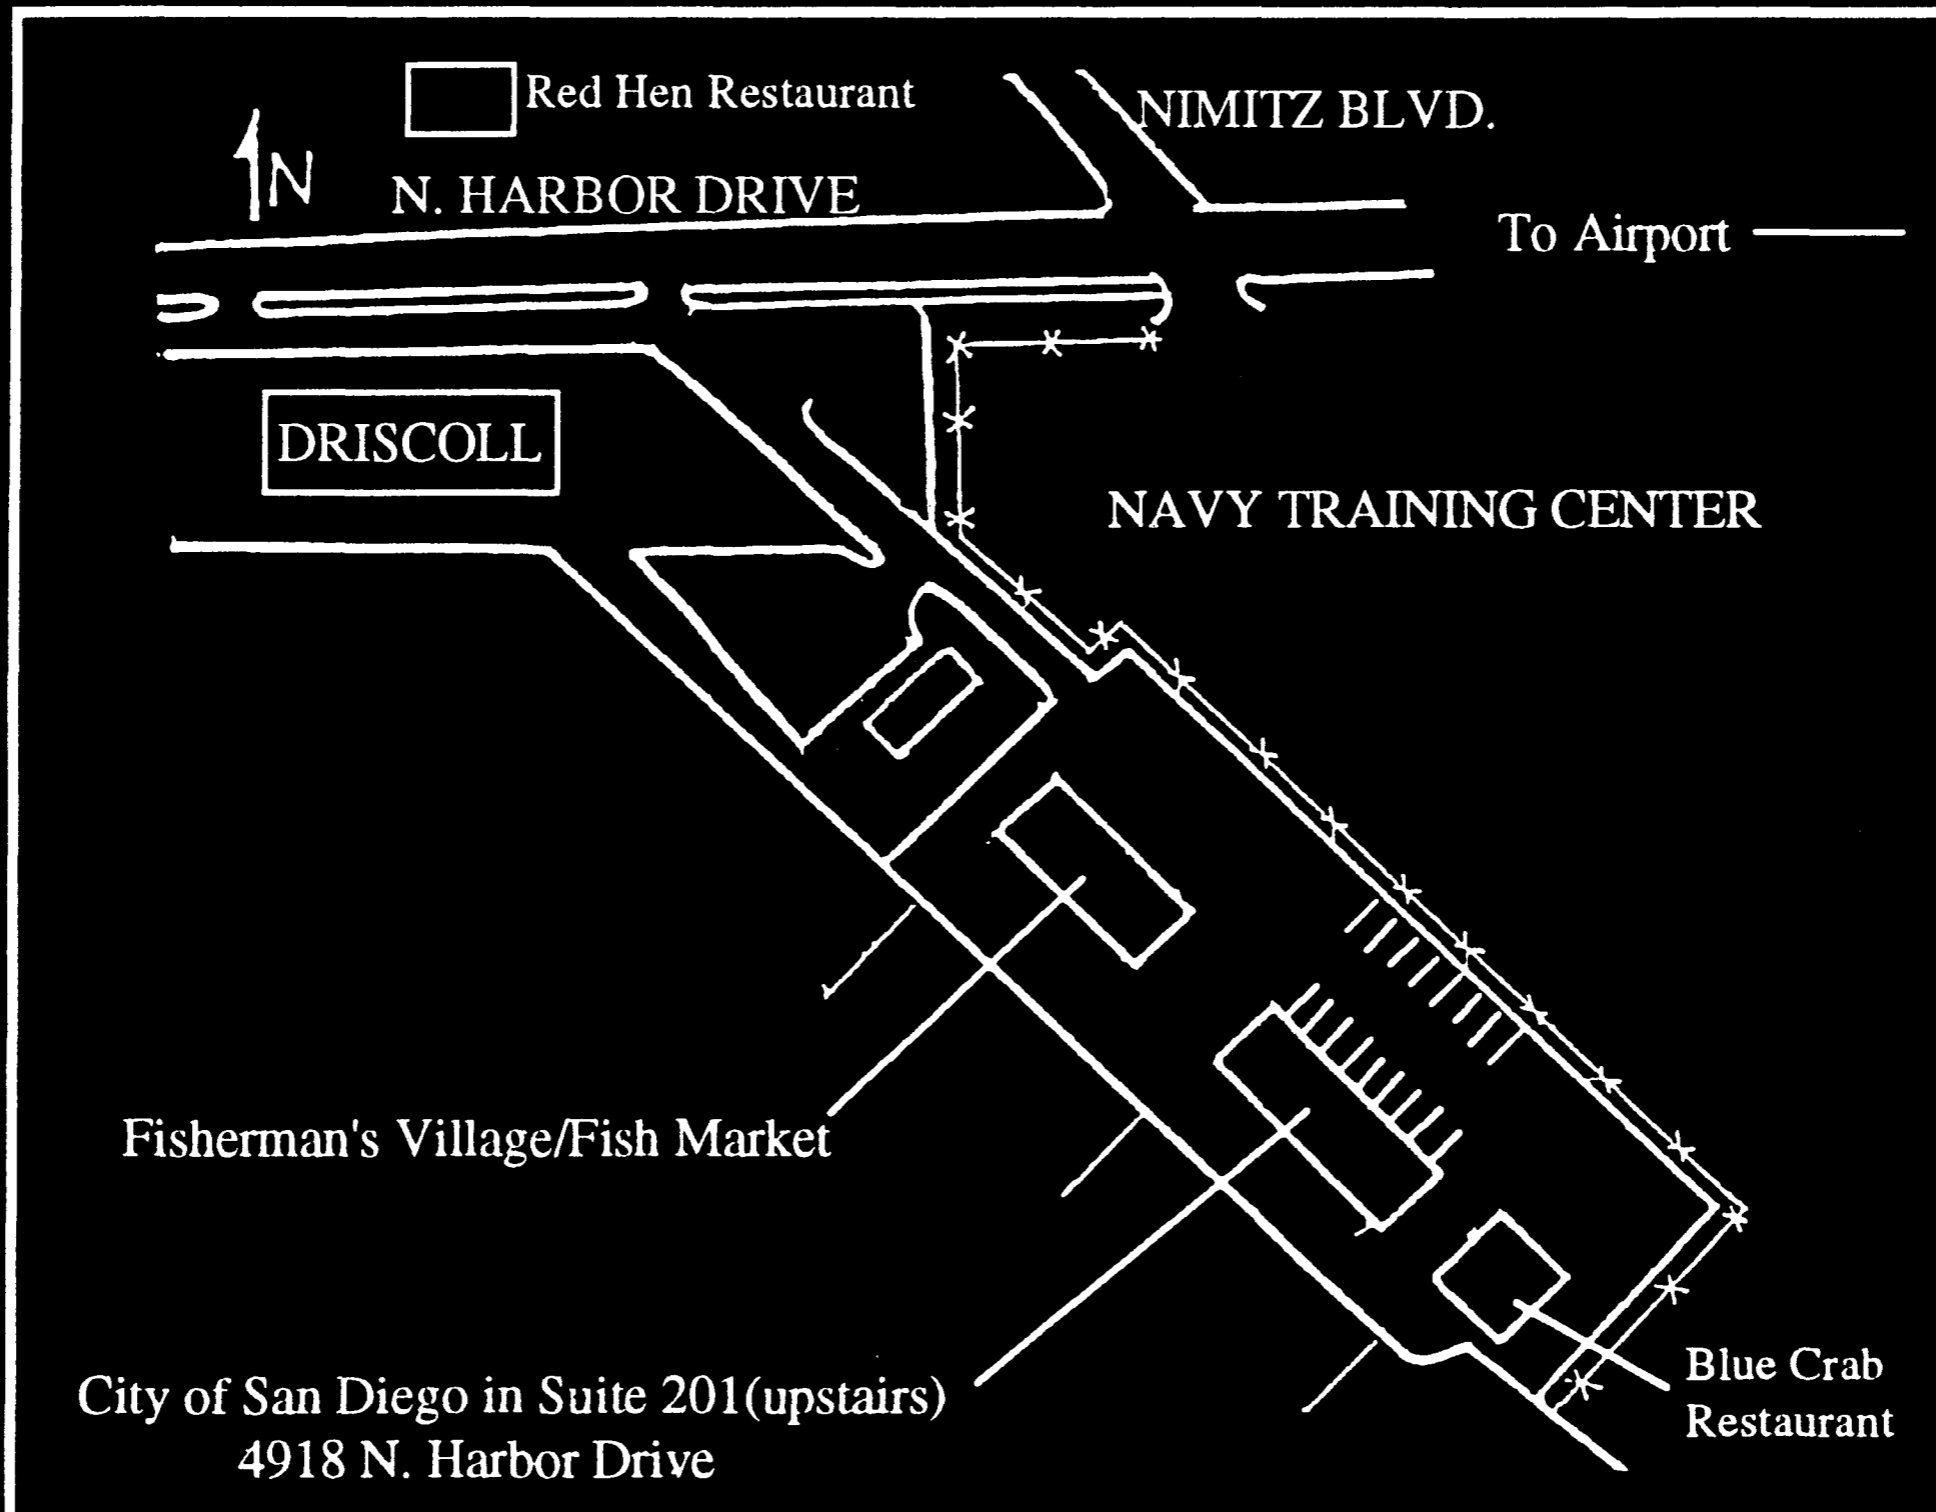 Red Hen Restaurant
NIMITZ BLVD.
N
N. HARBOR DRIVE
To Airport
DRISCOLL
NAVY TRAINING CENTER
Fisherman's Village/Fish Market
City of San Diego in Suite 201(upstairs)
4918 N. Harbor Drive
Blue Crab
Restaurant